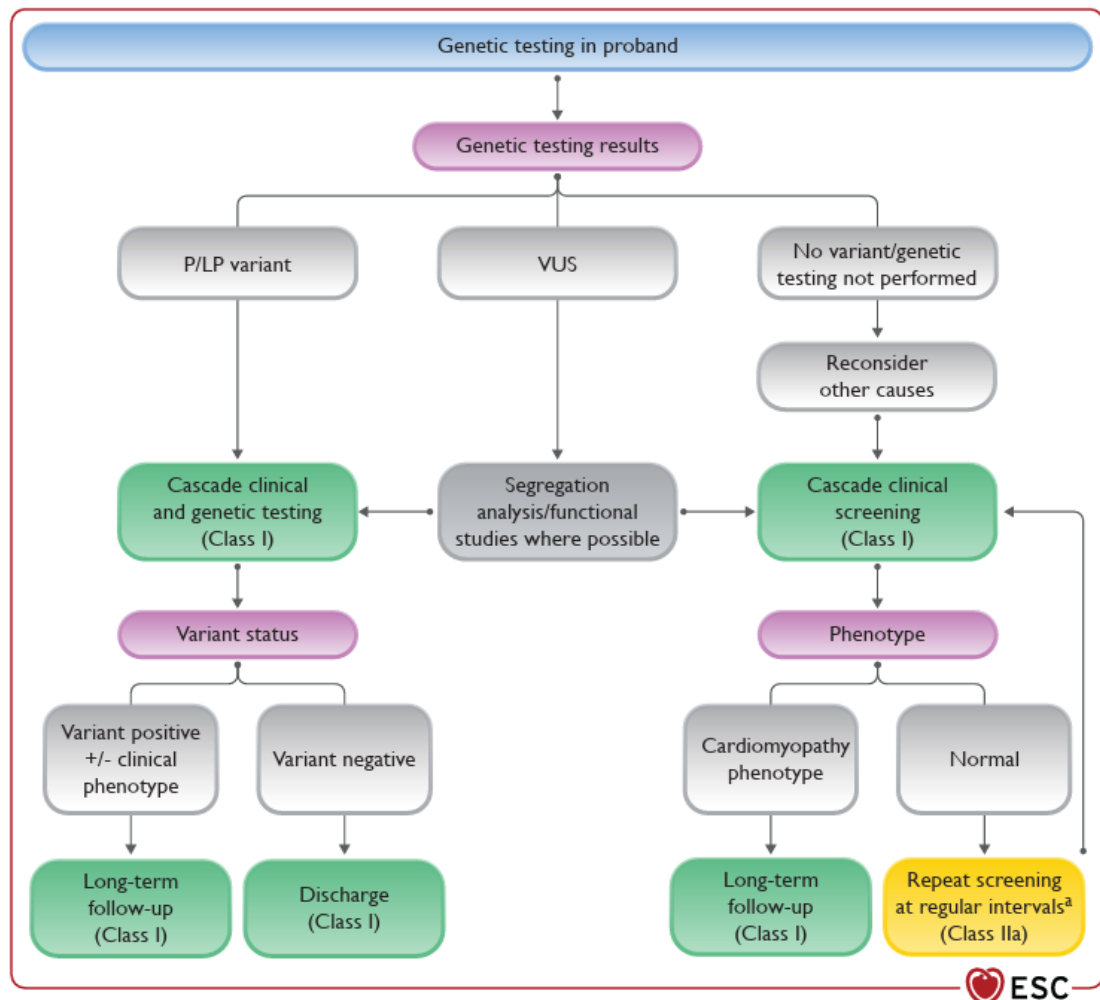 Genetic testing in proband
Genetic testing results
P/LP variant
VUS
No variant/genetic
testing not performed
Reconsider
other causes
Cascade clinical
and genetic testing
(Class I)
Segregation
analysis/functional
studies where possible
Cascade clinical
screening
(Class I)
Variant status
Phenotype
Variant positive
+/- clinical
phenotype
Variant negative
Cardiomyopathy
phenotype
Normal
Long-term
follow-up
(Class I)
Discharge
(Class I)
Long-term
follow-up
(Class I)
Repeat screening
at regular intervalsᵃ
(Class IIa)
ESC